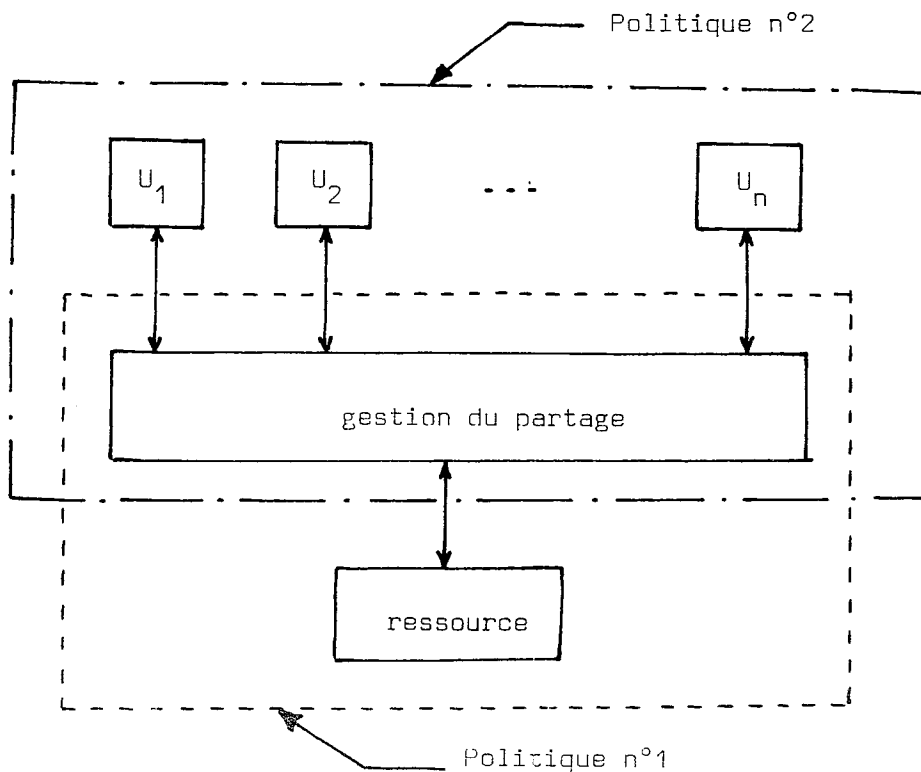 Politique n°2
U1 U2 --- Un
gestion du partage
ressource
Politique n°1